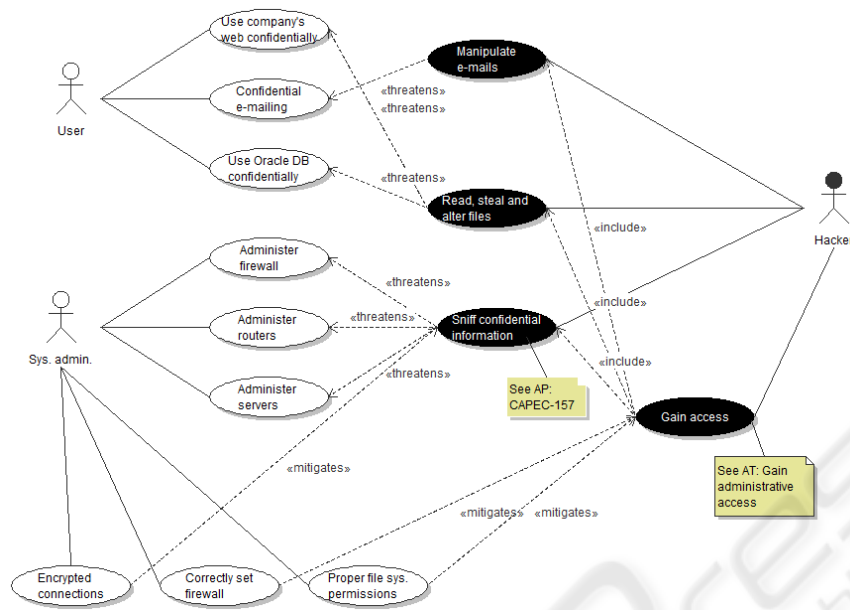 Use company's
web confidentially
Manipulate
e-mails
Confidential
e-mailing
«threatens»
«threatens»
User
Use Oracle DB
confidentially
«threatens»
Read, steal and
alter files
«include»
Hacker
Administer
firewall
«threatens»
«include»
Administer
routers
«threatens»
Sniff confidential
information
Sys. admin.
«threatens»
«include»
Administer
servers
See AP:
CAPEC-157
Gain access
«mitigates»
See AT: Gain
administrative
access
«mitigates»
«mitigates»
Encrypted
connections
Correctly set
firewall
Proper file sys.
permissions